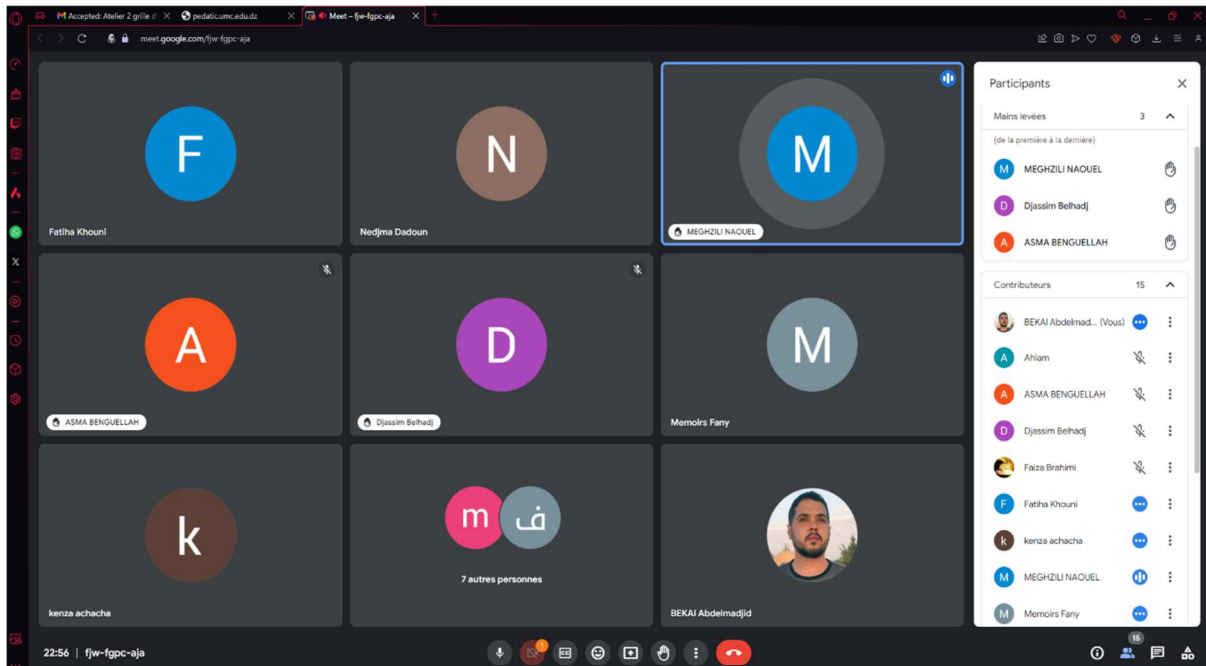 Accepted: Atelier 2 grille d'
pedatic.umc.edu.dz
Meet – fjw-fgpc-aja
meet.google.com/fjw-fgpc-aja
F
Fatiha Khouni
N
Nedjma Dadoun
M
MEGHZILI NAOUEL
A
ASMA BENGUELLAH
D
Djassim Belhadj
M
Memoirs Fany
k
kenza achacha
m
ف
7 autres personnes
BEKAI Abdelmadjid
Participants
Mains levées 3
(de la première à la dernière)
M MEGHZILI NAOUEL
D Djassim Belhadj
A ASMA BENGUELLAH
Contributeurs 15
BEKAI Abdelmad... (Vous)
A Ahlam
A ASMA BENGUELLAH
D Djassim Belhadj
Faiza Brahimi
F Fatiha Khouni
k kenza achacha
M MEGHZILI NAOUEL
M Memoirs Fany
22:56 | fjw-fgpc-aja
15